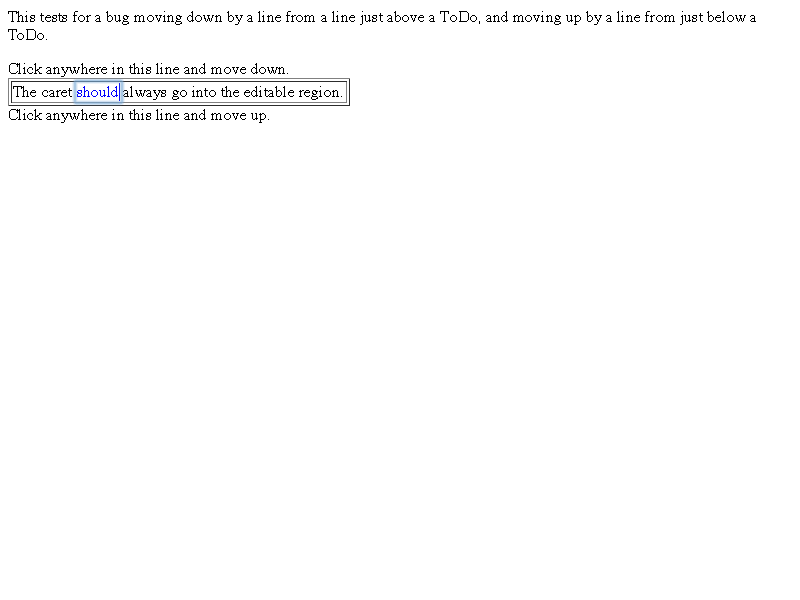 This tests for a bug moving down by a line from a line just above a ToDo, and moving up by a line from just below a
ToDo.
Click anywhere in this line and move down.
The caret should always go into the editable region.
Click anywhere in this line and move up.